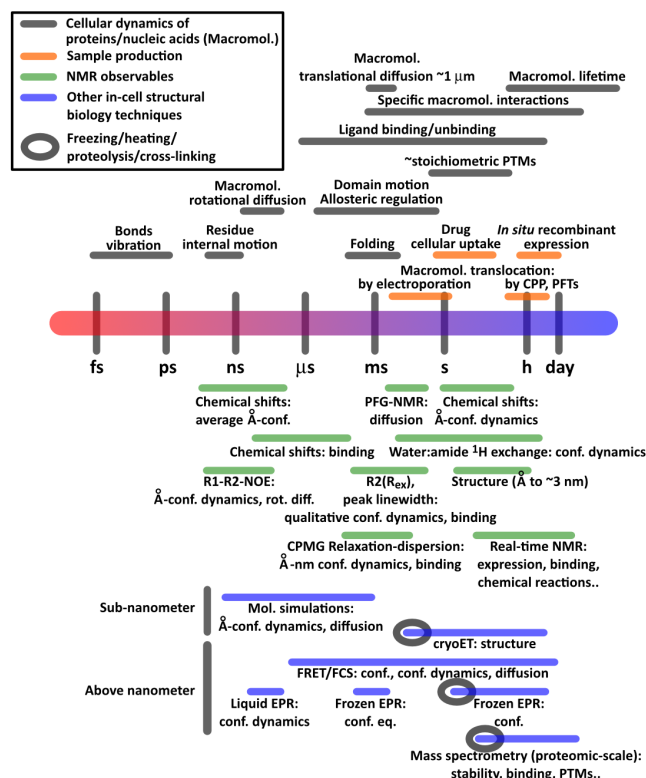 Cellular dynamics of
proteins/nucleic acids (Macromol.)
Sample production
NMR observables
Other in-cell structural
biology techniques
Freezing/heating/
proteolysis/cross-linking
Macromol.
translational diffusion ~1 μm
Macromol. lifetime
Specific macromol. interactions
Ligand binding/unbinding
~stoichiometric PTMs
Macromol.
rotational diffusion
Domain motion
Allosteric regulation
Bonds
vibration
Residue
internal motion
Folding
Drug
cellular uptake
In situ recombinant
expression
Macromol. translocation:
by electroporation
by CPP, PFTs
fs ps ns μs ms s h day
Chemical shifts:
average Å-conf.
PFG-NMR:
diffusion
Chemical shifts:
Å-conf. dynamics
Chemical shifts: binding
Water:amide ¹H exchange: conf. dynamics
R1-R2-NOE:
Å-conf. dynamics, rot. diff.
R2(Rex),
peak linewidth:
qualitative conf. dynamics, binding
Structure (Å to ~3 nm)
CPMG Relaxation-dispersion:
Å-nm conf. dynamics, binding
Real-time NMR:
expression, binding,
chemical reactions..
Sub-nanometer
Mol. simulations:
Å-conf. dynamics, diffusion
cryoET: structure
Above nanometer
FRET/FCS: conf., conf. dynamics, diffusion
Liquid EPR:
conf. dynamics
Frozen EPR:
conf. eq.
Frozen EPR:
conf.
Mass spectrometry (proteomic-scale):
stability, binding, PTMs..